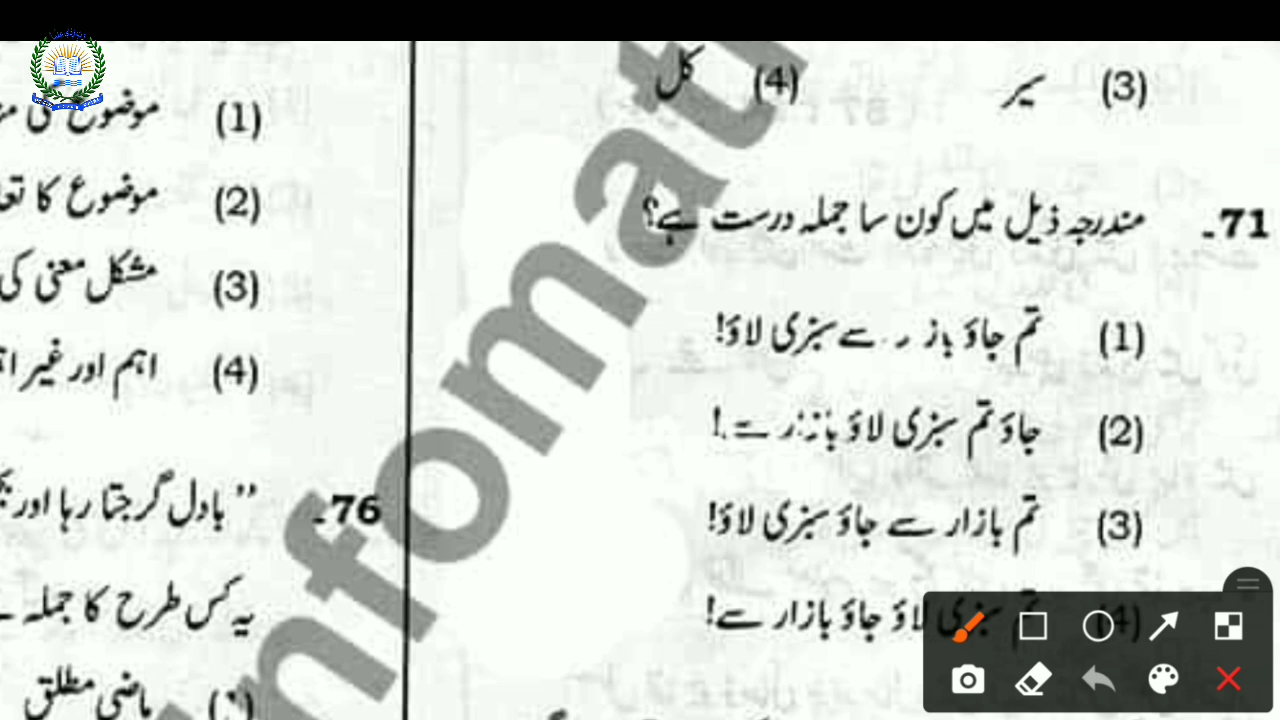 (3) سیر (4) کل
71۔ مندرجہ ذیل میں کون سا جملہ درست ہے؟
(1) تم جاؤ بازار سے سبزی لاؤ!
(2) جاؤ تم سبزی لاؤ بازار سے!
(3) تم بازار سے جاؤ سبزی لاؤ!
(4) تم سبزی لاؤ جاؤ بازار سے!
(1) موضوع کی
(2) موضوع کا
(3) مشکل معنی کی
(4) اہم اور غیر
76۔ ”بادل گرجتا رہا اور
یہ کس طرح کا جملہ
ماضی مطلق
nfomat